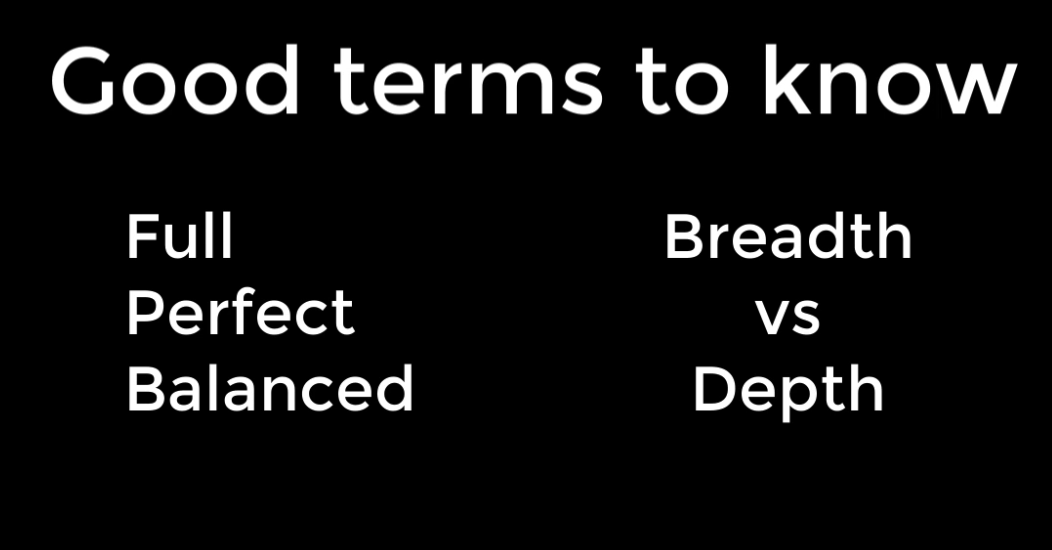 Good terms to know
Full
Perfect
Balanced
Breadth
vs
Depth